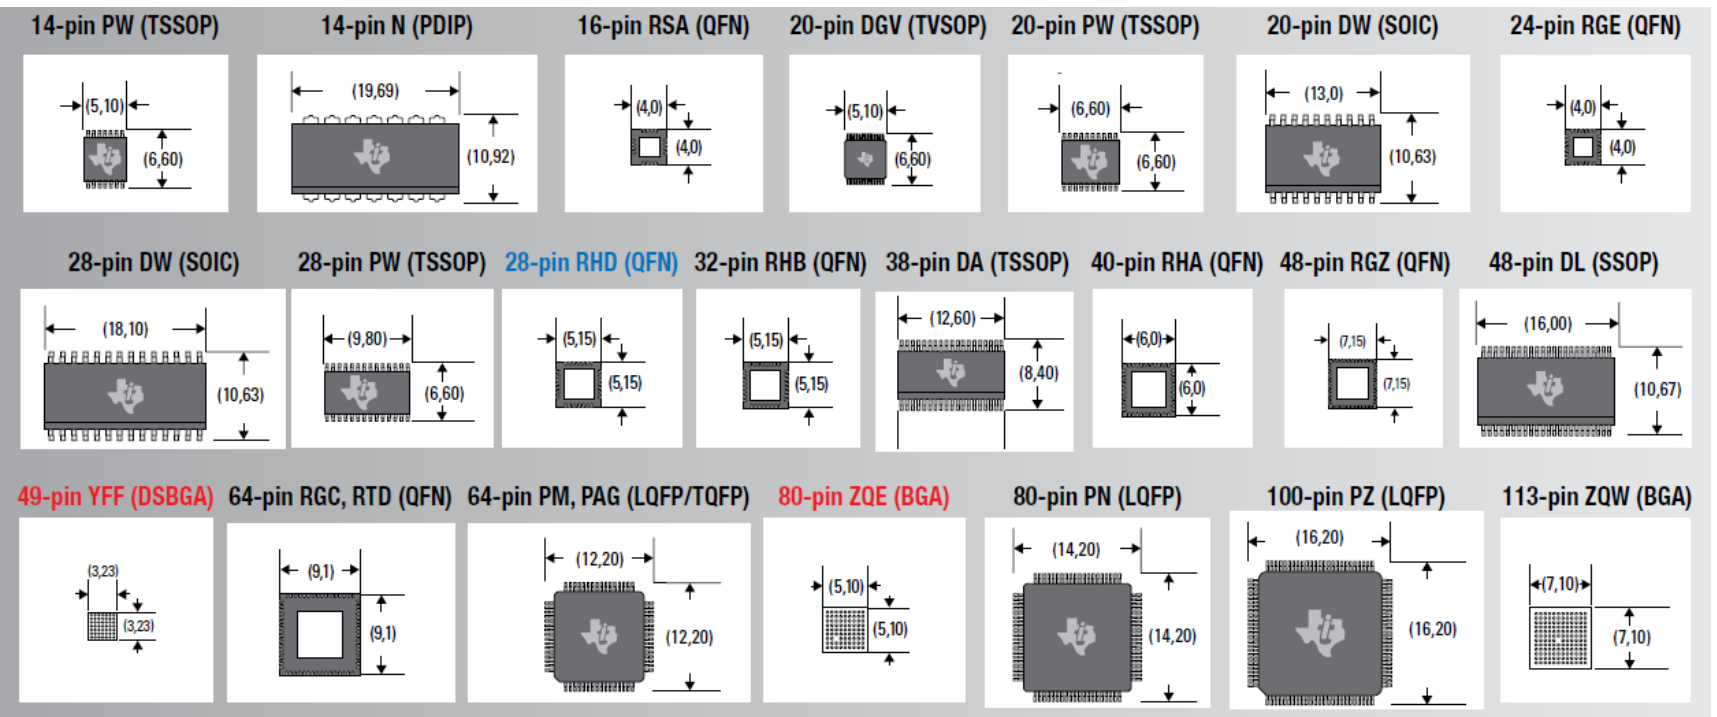 14-pin PW (TSSOP)
14-pin N (PDIP)
16-pin RSA (QFN)
20-pin DGV (TVSOP)
20-pin PW (TSSOP)
20-pin DW (SOIC)
24-pin RGE (QFN)
(5,10)
(6,60)
(19,69)
(10,92)
(4,0)
(4,0)
(5,10)
(6,60)
(6,60)
(6,60)
(13,0)
(10,63)
(4,0)
(4,0)
28-pin DW (SOIC)
28-pin PW (TSSOP)
28-pin RHD (QFN)
32-pin RHB (QFN)
38-pin DA (TSSOP)
40-pin RHA (QFN)
48-pin RGZ (QFN)
48-pin DL (SSOP)
(18,10)
(10,63)
(9,80)
(6,60)
(5,15)
(5,15)
(5,15)
(5,15)
(12,60)
(8,40)
(6,0)
(6,0)
(7,15)
(7,15)
(16,00)
(10,67)
49-pin YFF (DSBGA)
64-pin RGC, RTD (QFN)
64-pin PM, PAG (LQFP/TQFP)
80-pin ZQE (BGA)
80-pin PN (LQFP)
100-pin PZ (LQFP)
113-pin ZQW (BGA)
(3,23)
(3,23)
(9,1)
(9,1)
(12,20)
(12,20)
(5,10)
(5,10)
(14,20)
(14,20)
(16,20)
(16,20)
(7,10)
(7,10)